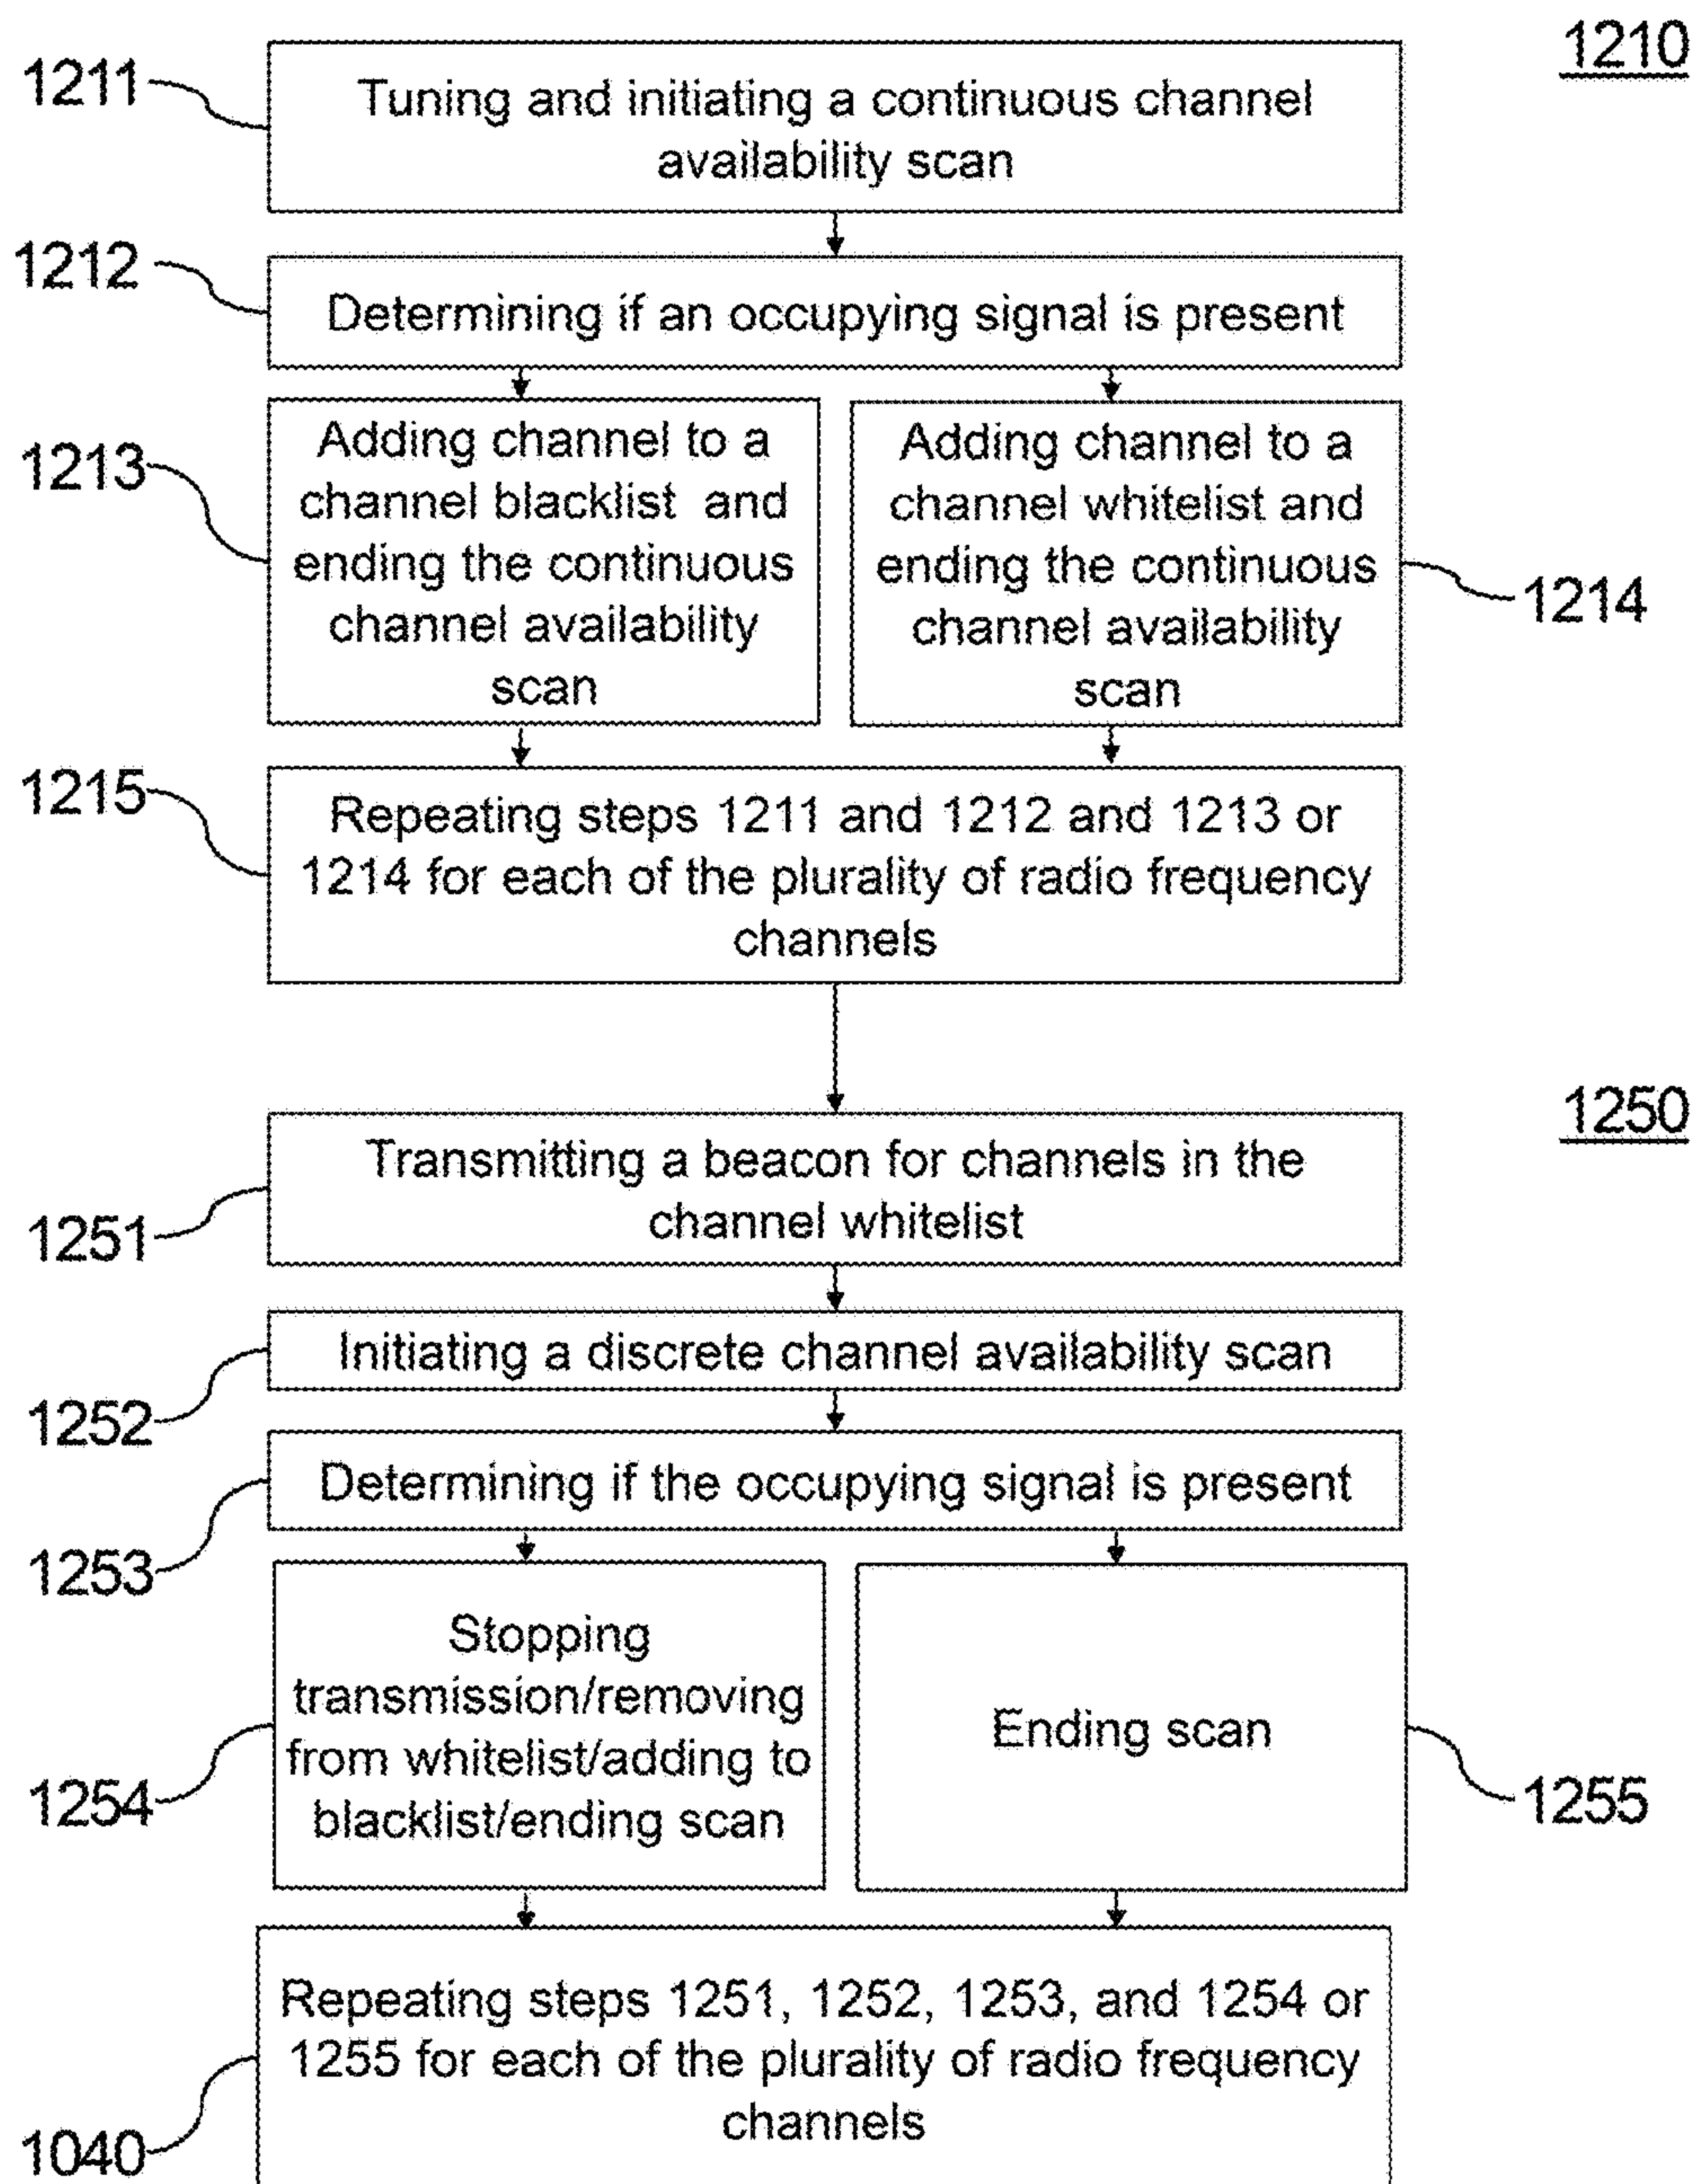 1210
1211
Tuning and initiating a continuous channel
availability scan
1212
Determining if an occupying signal is present
1213
Adding channel to a
channel blacklist and
ending the continuous
channel availability
scan
Adding channel to a
channel whitelist and
ending the continuous
channel availability
scan
1214
1215
Repeating steps 1211 and 1212 and 1213 or
1214 for each of the plurality of radio frequency
channels
1250
Transmitting a beacon for channels in the
channel whitelist
1251
Initiating a discrete channel availability scan
1252
Determining if the occupying signal is present
1253
Stopping
transmission/removing
from whitelist/adding to
blacklist/ending scan
1254
Ending scan
1255
Repeating steps 1251, 1252, 1253, and 1254 or
1255 for each of the plurality of radio frequency
channels
1040